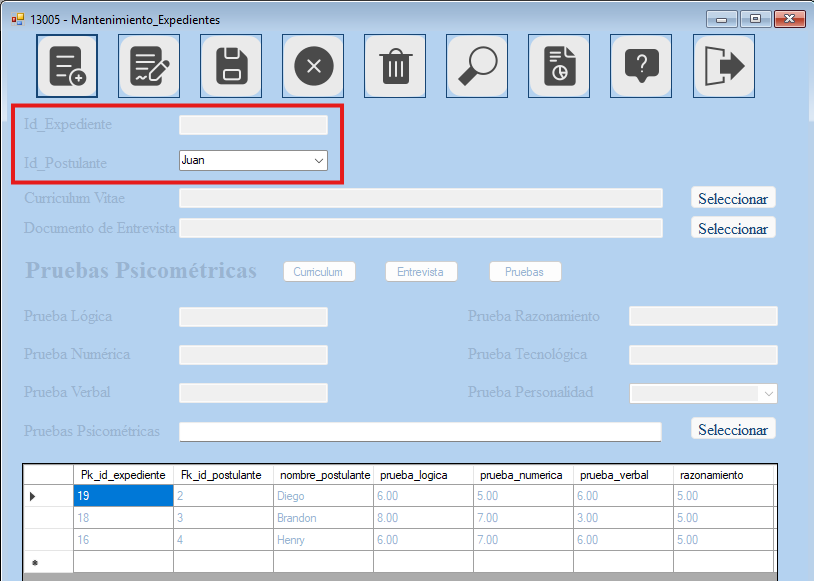 13005 - Mantenimiento_Expedientes
Id_Expediente
Id_Postulante Juan
Curriculum Vitae Seleccionar
Documento de Entrevista Seleccionar
Pruebas Psicométricas Curriculum Entrevista Pruebas
Prueba Lógica Prueba Razonamiento
Prueba Numérica Prueba Tecnológica
Prueba Verbal Prueba Personalidad
Pruebas Psicométricas Seleccionar
Pk_id_expediente Fk_id_postulante nombre_postulante prueba_logica prueba_numerica prueba_verbal razonamiento
19 2 Diego 6.00 5.00 6.00 5.00
18 3 Brandon 8.00 7.00 3.00 5.00
16 4 Henry 6.00 7.00 6.00 5.00